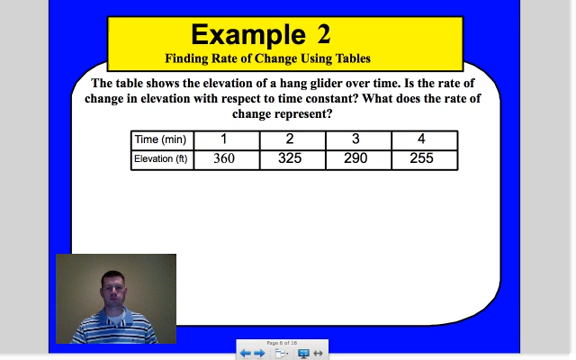 Example 2
Finding Rate of Change Using Tables
The table shows the elevation of a hang glider over time. Is the rate of
change in elevation with respect to time constant? What does the rate of
change represent?
Time (min) 1 2 3 4
Elevation (ft) 360 325 290 255
Page 6 of 16